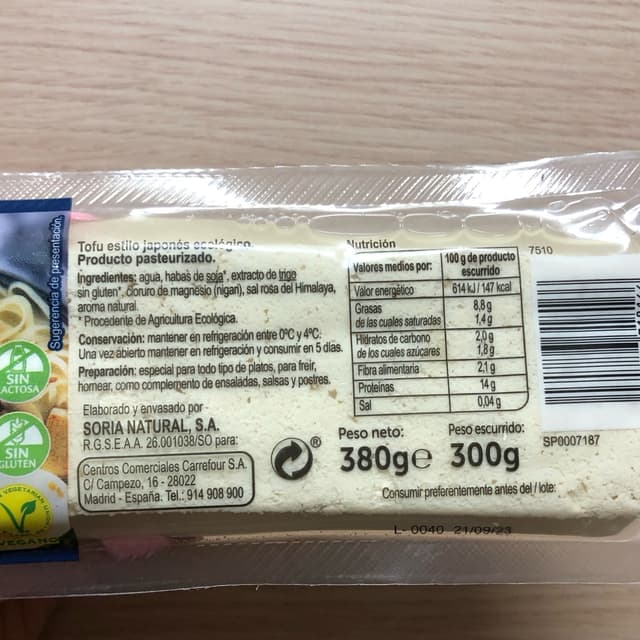 Sugerencia de presentación.
SIN
LACTOSA
SIN
GLUTEN
VEGETARIAN
VEGANO
Tofu estilo japonés ecológico.
Producto pasteurizado.
Ingredientes: agua, habas de soja*, extracto de trigo
sin gluten*, cloruro de magnesio (nigari), sal rosa del Himalaya,
aroma natural.
* Procedente de Agricultura Ecológica.
Conservación: mantener en refrigeración entre 0ºC y 4ºC.
Una vez abierto mantener en refrigeración y consumir en 5 días.
Preparación: especial para todo tipo de platos, para freír,
hornear, como complemento de ensaladas, salsas y postres.
Elaborado y envasado por
SORIA NATURAL, S.A.
R.G.S.E.A.A. 26.001038/SO para:
Centros Comerciales Carrefour S.A.
C/ Campezo, 16 - 28022
Madrid - España. Tel.: 914 908 900
Nutrición
Valores medios por: 100 g de producto
escurrido
Valor energético 614 kJ / 147 kcal
Grasas 8,8 g
de las cuales saturadas 1,4 g
Hidratos de carbono 2,0 g
de los cuales azúcares 1,8 g
Fibra alimentaria 2,1 g
Proteínas 14 g
Sal 0,04 g
Peso neto: Peso escurrido:
380g e 300g
®
Consumir preferentemente antes del / lote:
L- 0040 21/09/23
7510
SP0007187